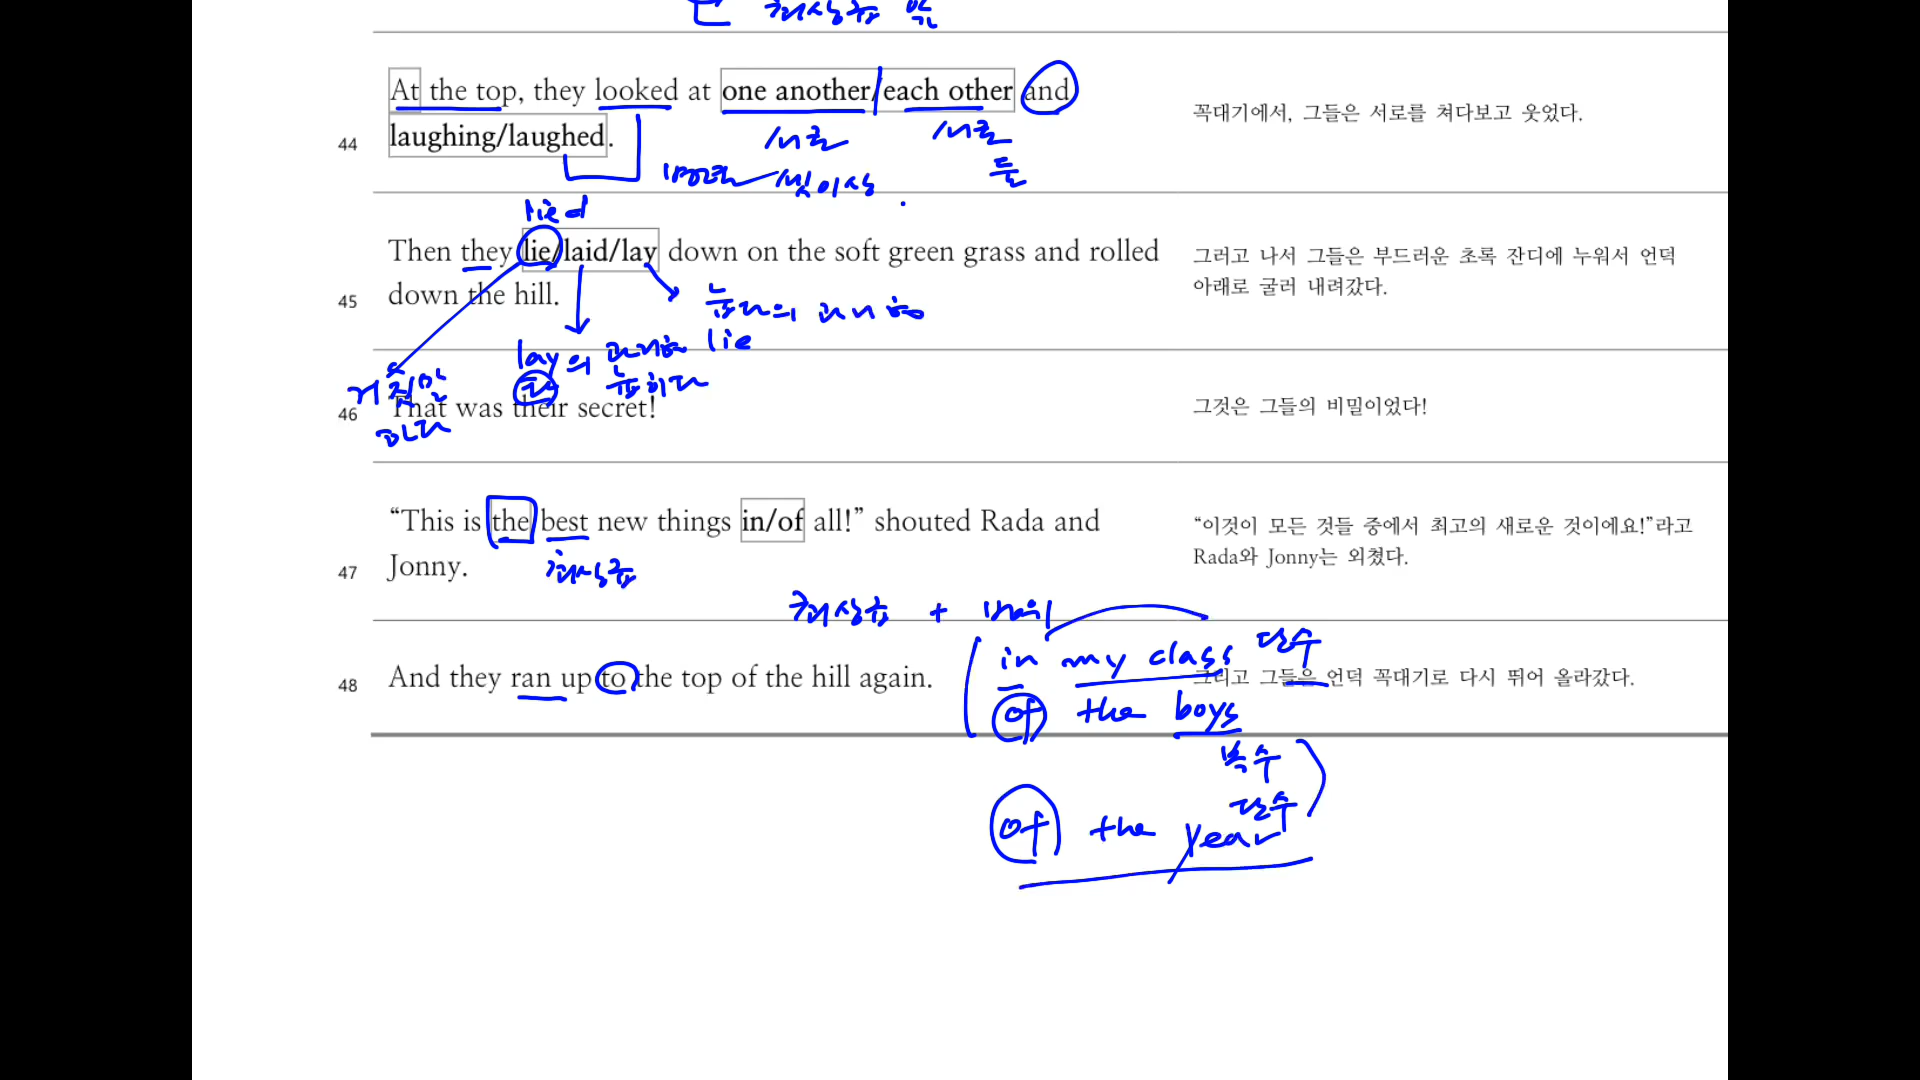 최상급
44 At the top, they looked at one another/each other and
laughing/laughed.
꼭대기에서, 그들은 서로를 쳐다보고 웃었다.
서로
서로
둘
셋이상
lied
45 Then they lie/laid/lay down on the soft green grass and rolled
down the hill.
그러고 나서 그들은 부드러운 초록 잔디에 누워서 언덕
아래로 굴러 내려갔다.
눕다의 과거형
lay의 과거형 lie
거짓말 눕히다
하다
46 That was their secret!
그것은 그들의 비밀이었다!
47 “This is the best new things in/of all!” shouted Rada and
Jonny.
“이것이 모든 것들 중에서 최고의 새로운 것이에요!”라고
Rada와 Jonny는 외쳤다.
최상급
최상급 + 범위
in my class 단수
48 And they ran up to the top of the hill again.
그리고 그들은 언덕 꼭대기로 다시 뛰어 올라갔다.
of the boys
복수
단수
of the year